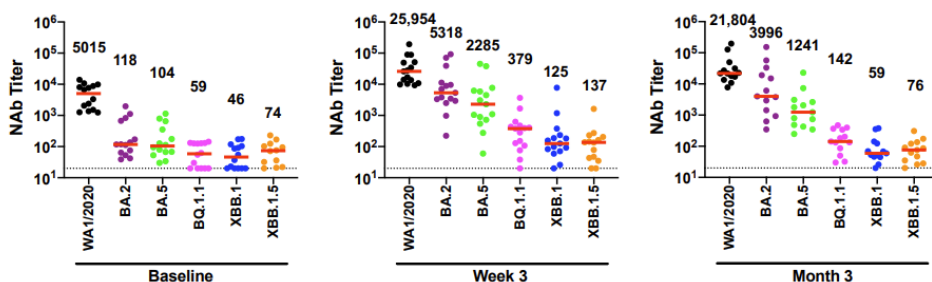 NAb Titer
10⁶
10⁵
10⁴
10³
10²
10¹
5015
118
104
59
46
74
WA1/2020
BA.2
BA.5
BQ.1.1
XBB.1
XBB.1.5
Baseline
NAb Titer
10⁶
10⁵
10⁴
10³
10²
10¹
25,954
5318
2285
379
125
137
WA1/2020
BA.2
BA.5
BQ.1.1
XBB.1
XBB.1.5
Week 3
NAb Titer
10⁶
10⁵
10⁴
10³
10²
10¹
21,804
3996
1241
142
59
76
WA1/2020
BA.2
BA.5
BQ.1.1
XBB.1
XBB.1.5
Month 3